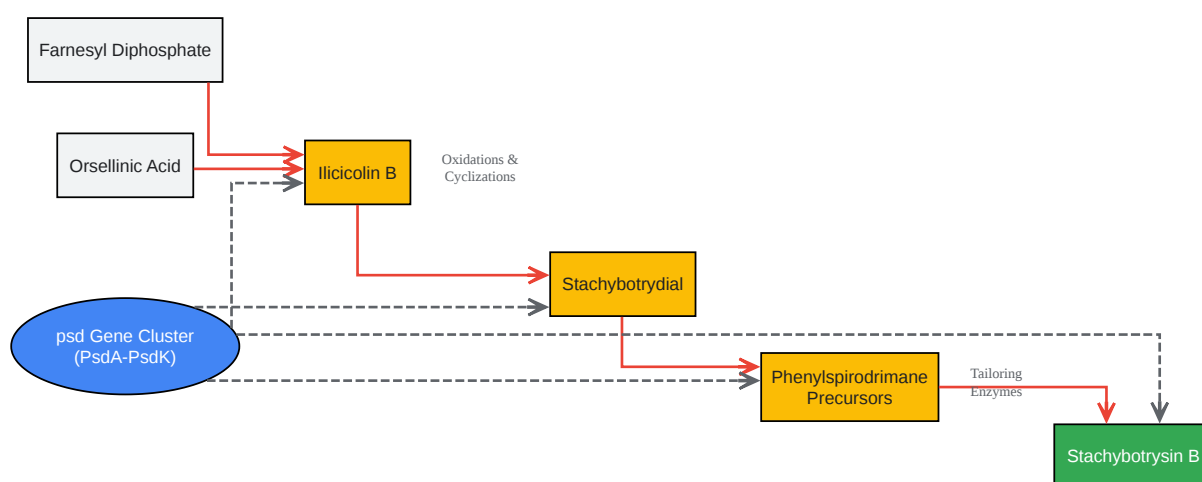 Farnesyl Diphosphate
Orsellinic Acid
Ilicicolin B
Oxidations &
Cyclizations
Stachybotrydial
psd Gene Cluster
(PsdA-PsdK)
Phenylspirodrimane
Precursors
Tailoring
Enzymes
Stachybotrysin B